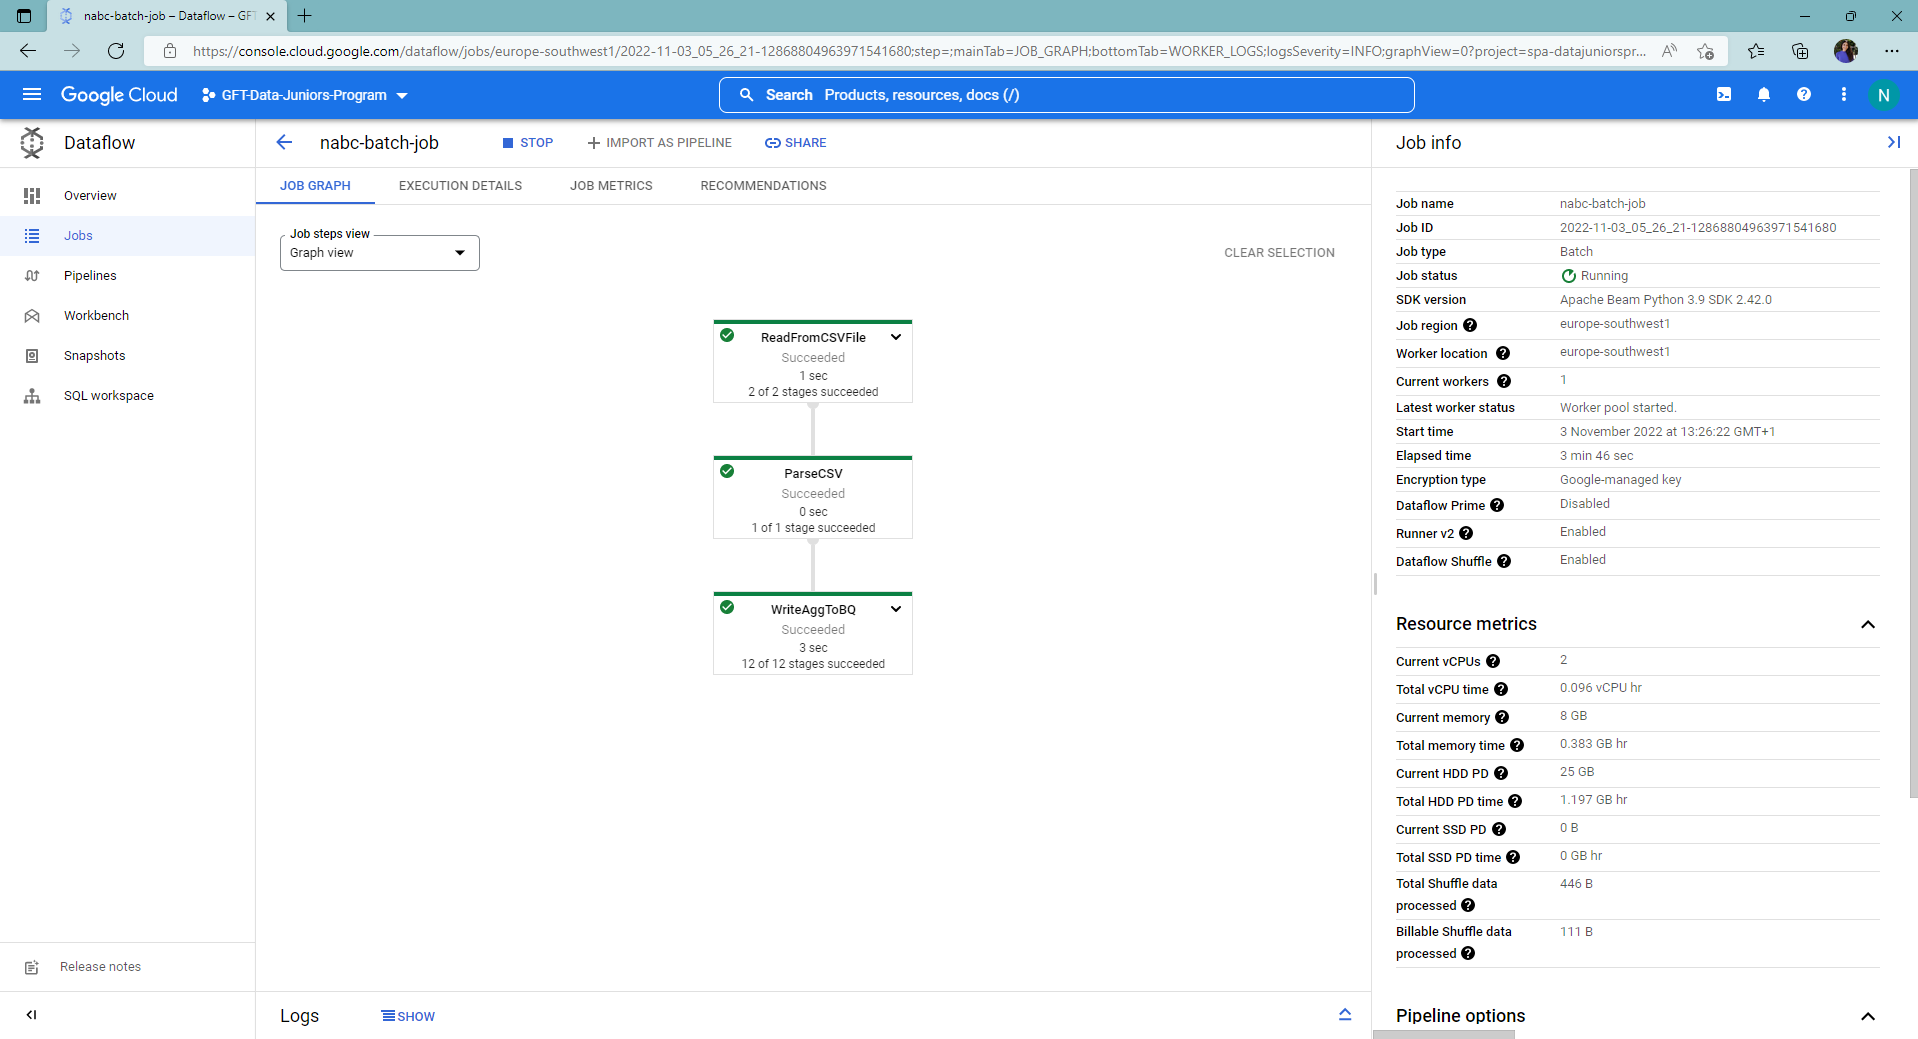 nabc-batch-job – Dataflow – GFT
https://console.cloud.google.com/dataflow/jobs/europe-southwest1/2022-11-03_05_26_21-12868804963971541680;step=;mainTab=JOB_GRAPH;bottomTab=WORKER_LOGS;logsSeverity=INFO;graphView=0?project=spa-datajuniorspr...
Google Cloud
GFT-Data-Juniors-Program
Search Products, resources, docs (/)
N
Dataflow
Overview
Jobs
Pipelines
Workbench
Snapshots
SQL workspace
Release notes
nabc-batch-job
STOP
IMPORT AS PIPELINE
SHARE
JOB GRAPH
EXECUTION DETAILS
JOB METRICS
RECOMMENDATIONS
Job steps view
Graph view
CLEAR SELECTION
ReadFromCSVFile
Succeeded
1 sec
2 of 2 stages succeeded
ParseCSV
Succeeded
0 sec
1 of 1 stage succeeded
WriteAggToBQ
Succeeded
3 sec
12 of 12 stages succeeded
Logs
SHOW
Job info
Job name nabc-batch-job
Job ID 2022-11-03_05_26_21-12868804963971541680
Job type Batch
Job status Running
SDK version Apache Beam Python 3.9 SDK 2.42.0
Job region europe-southwest1
Worker location europe-southwest1
Current workers 1
Latest worker status Worker pool started.
Start time 3 November 2022 at 13:26:22 GMT+1
Elapsed time 3 min 46 sec
Encryption type Google-managed key
Dataflow Prime Disabled
Runner v2 Enabled
Dataflow Shuffle Enabled
Resource metrics
Current vCPUs 2
Total vCPU time 0.096 vCPU hr
Current memory 8 GB
Total memory time 0.383 GB hr
Current HDD PD 25 GB
Total HDD PD time 1.197 GB hr
Current SSD PD 0 B
Total SSD PD time 0 GB hr
Total Shuffle data 446 B
processed
Billable Shuffle data 111 B
processed
Pipeline options